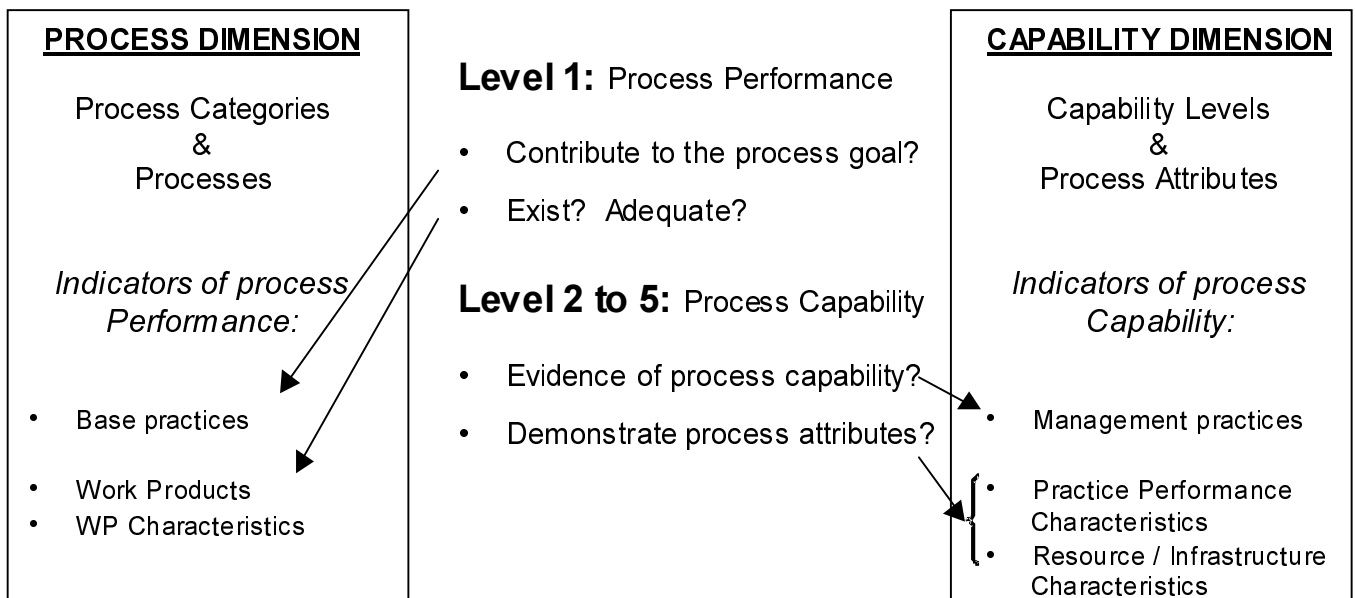 PROCESS DIMENSION
Process Categories
&
Processes
Indicators of process
Performance:
• Base practices
• Work Products
• WP Characteristics
Level 1: Process Performance
• Contribute to the process goal?
• Exist? Adequate?
Level 2 to 5: Process Capability
• Evidence of process capability?
• Demonstrate process attributes?
CAPABILITY DIMENSION
Capability Levels
&
Process Attributes
Indicators of process
Capability:
• Management practices
• Practice Performance
Characteristics
• Resource / Infrastructure
Characteristics